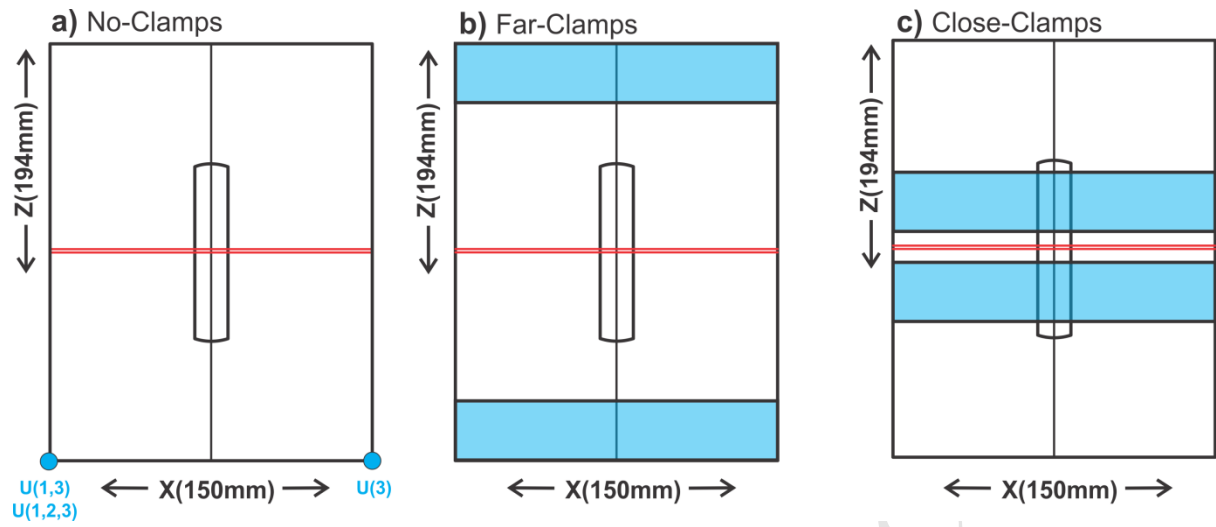 a) No-Clamps
Z(194mm)
X(150mm)
U(1,3)
U(1,2,3)
U(3)
b) Far-Clamps
Z(194mm)
X(150mm)
c) Close-Clamps
Z(194mm)
X(150mm)